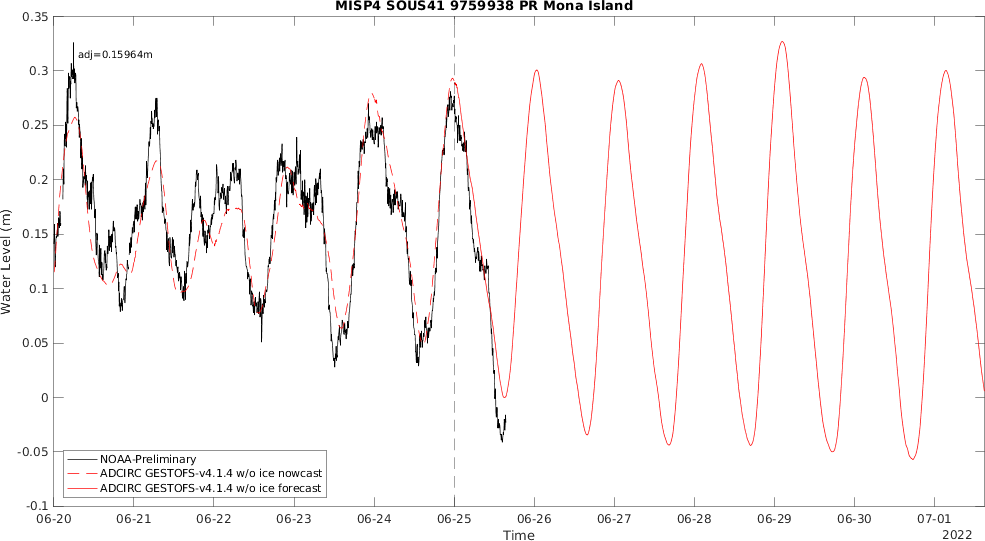 MISP4 SOUS41 9759938 PR Mona Island
adj=0.15964m
0.35
0.3
0.25
0.2
0.15
0.1
0.05
0
-0.05
-0.1
Water Level (m)
NOAA-Preliminary
ADCIRC GESTOFS-v4.1.4 w/o ice nowcast
ADCIRC GESTOFS-v4.1.4 w/o ice forecast
06-20 06-21 06-22 06-23 06-24 06-25 06-26 06-27 06-28 06-29 06-30 07-01
Time
2022